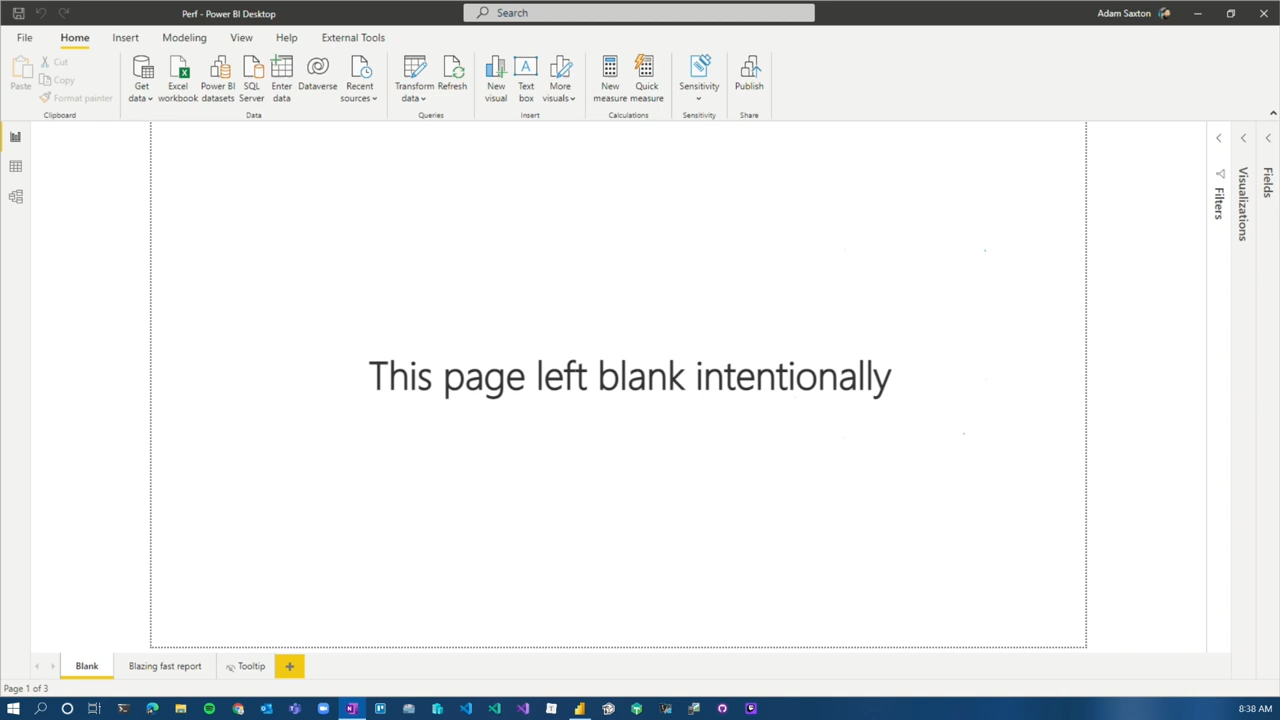 Perf - Power BI Desktop
Search
Adam Saxton
File Home Insert Modeling View Help External Tools
Paste
Cut
Copy
Format painter
Clipboard
Get data
Excel workbook
Power BI datasets
SQL Server
Enter data
Dataverse
Recent sources
Data
Transform data
Refresh
Queries
New visual
Text box
More visuals
Insert
New measure
Quick measure
Calculations
Sensitivity
Sensitivity
Publish
Share
Filters
Visualizations
Fields
This page left blank intentionally
Blank
Blazing fast report
Tooltip
Page 1 of 3
8:38 AM